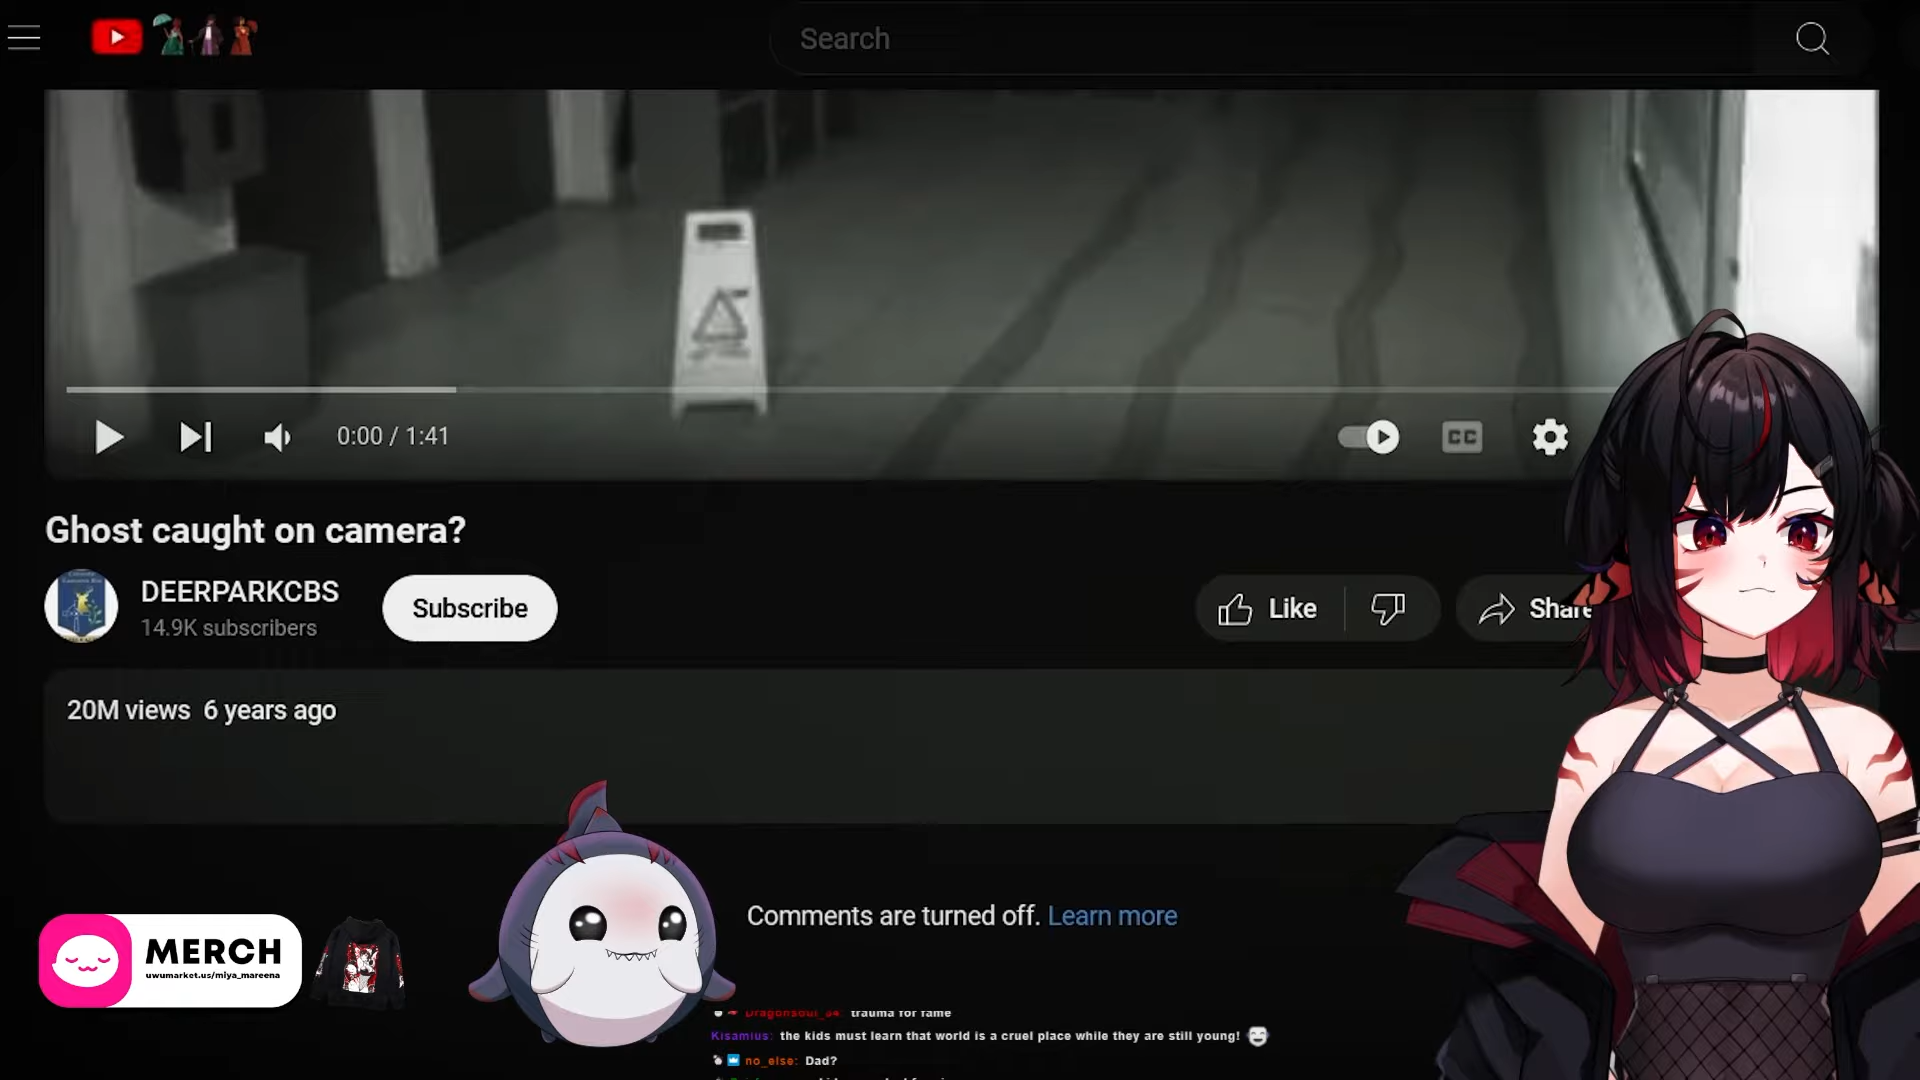 Search
0:00 / 1:41
CC
Ghost caught on camera?
DEERPARKCBS
14.9K subscribers
Subscribe
Like
Share
20M views 6 years ago
Comments are turned off. Learn more
MERCH
uwumarket.us/miya_mareena
Dragonsoul_64: trauma for fame
Kisamius: the kids must learn that world is a cruel place while they are still young!
no_else: Dad?